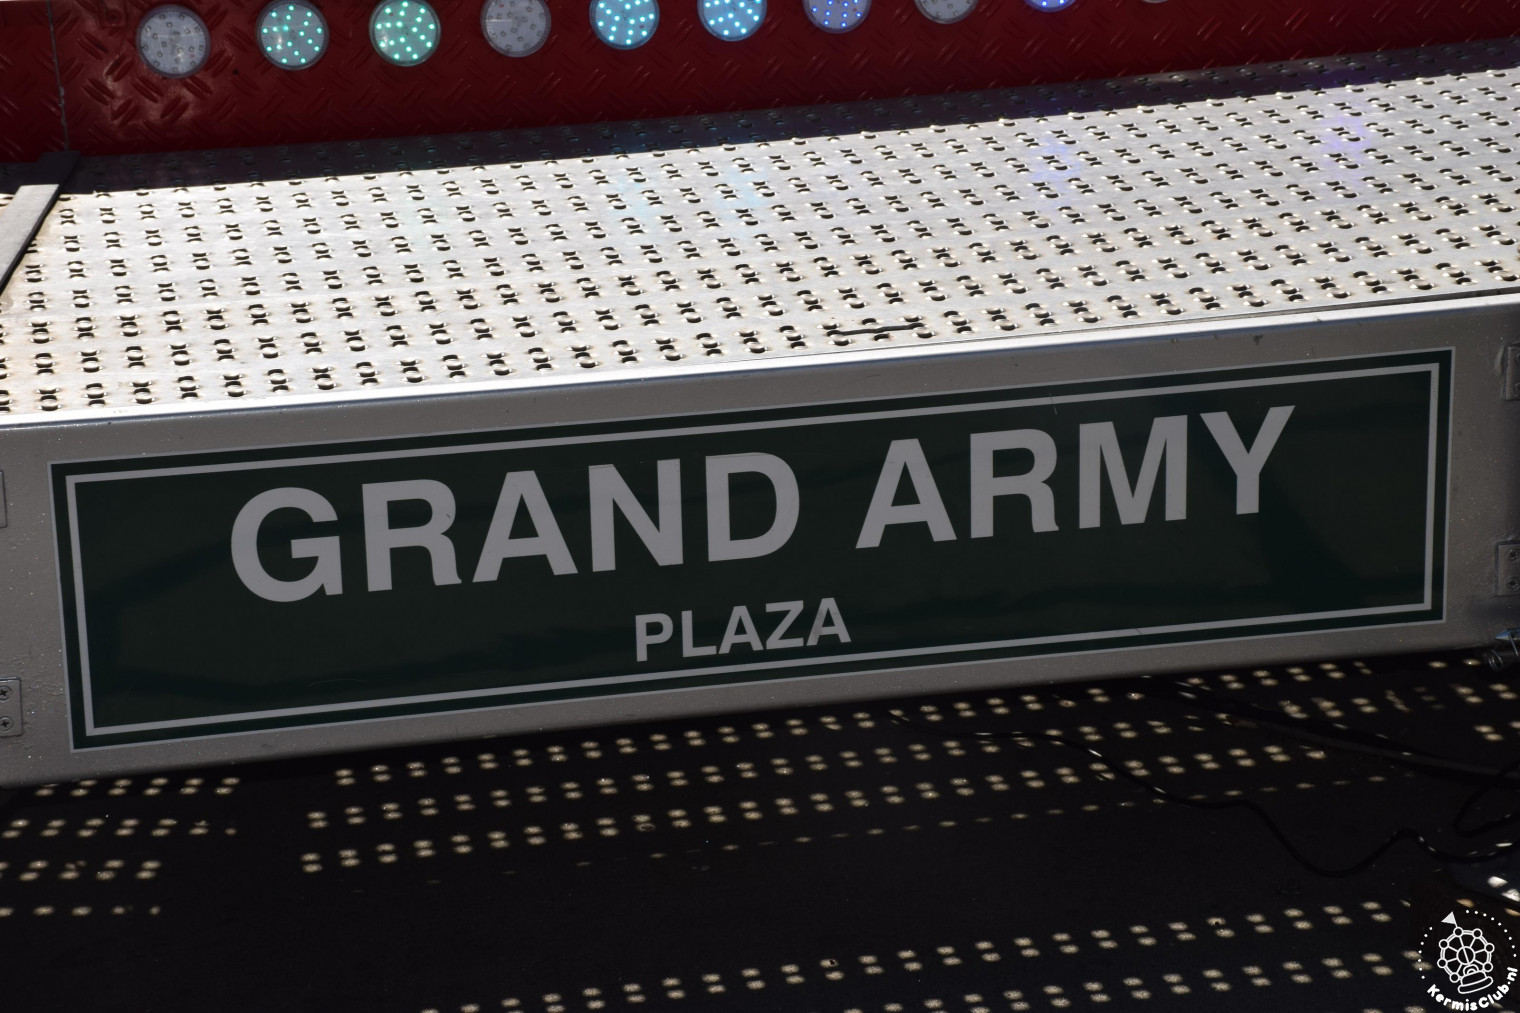 GRAND ARMY
PLAZA
KermisClub.nl